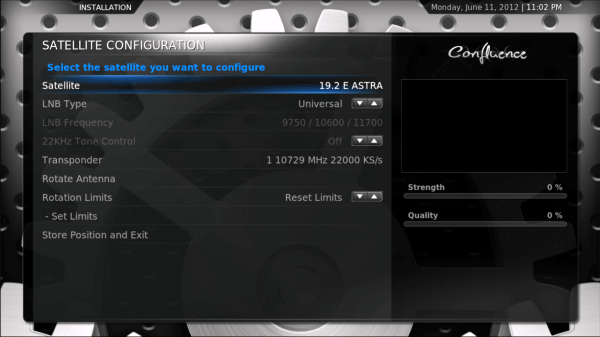 INSTALLATION
Monday, June 11, 2012 | 11:02 PM
SATELLITE CONFIGURATION
Select the satellite you want to configure
Satellite 19.2 E ASTRA
LNB Type Universal
LNB Frequency 9750 / 10600 / 11700
22KHz Tone Control Off
Transponder 1 10729 MHz 22000 KS/s
Rotate Antenna
Rotation Limits Reset Limits
- Set Limits
Store Position and Exit
Confluence
Strength 0 %
Quality 0 %